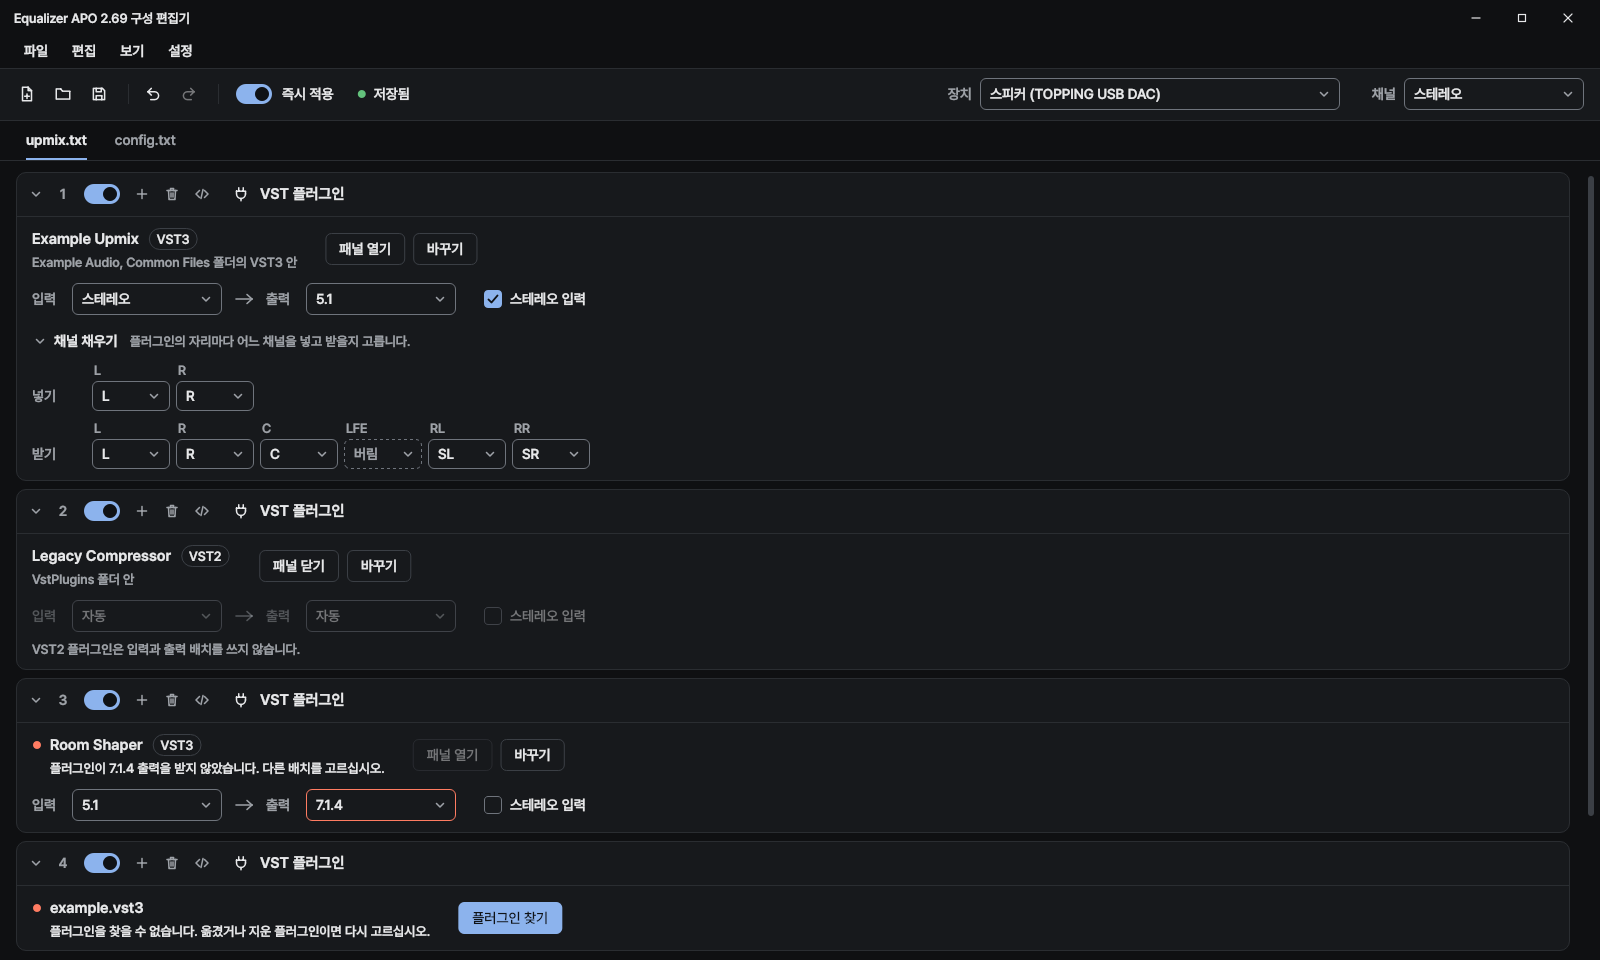 Equalizer APO 2.69 구성 편집기
파일 편집 보기 설정
즉시 적용 저장됨 장치 스피커 (TOPPING USB DAC) 채널 스테레오
upmix.txt config.txt
1 VST 플러그인
Example Upmix VST3 패널 열기 바꾸기
Example Audio, Common Files 폴더의 VST3 안
입력 스테레오 → 출력 5.1 스테레오 입력
채널 채우기 플러그인의 자리마다 어느 채널을 넣고 받을지 고릅니다.
L R
넣기 L R
L R C LFE RL RR
받기 L R C 버림 SL SR
2 VST 플러그인
Legacy Compressor VST2 패널 닫기 바꾸기
VstPlugins 폴더 안
입력 자동 → 출력 자동 스테레오 입력
VST2 플러그인은 입력과 출력 배치를 쓰지 않습니다.
3 VST 플러그인
Room Shaper VST3 패널 열기 바꾸기
플러그인이 7.1.4 출력을 받지 않았습니다. 다른 배치를 고르십시오.
입력 5.1 → 출력 7.1.4 스테레오 입력
4 VST 플러그인
example.vst3 플러그인 찾기
플러그인을 찾을 수 없습니다. 옮겼거나 지운 플러그인이면 다시 고르십시오.